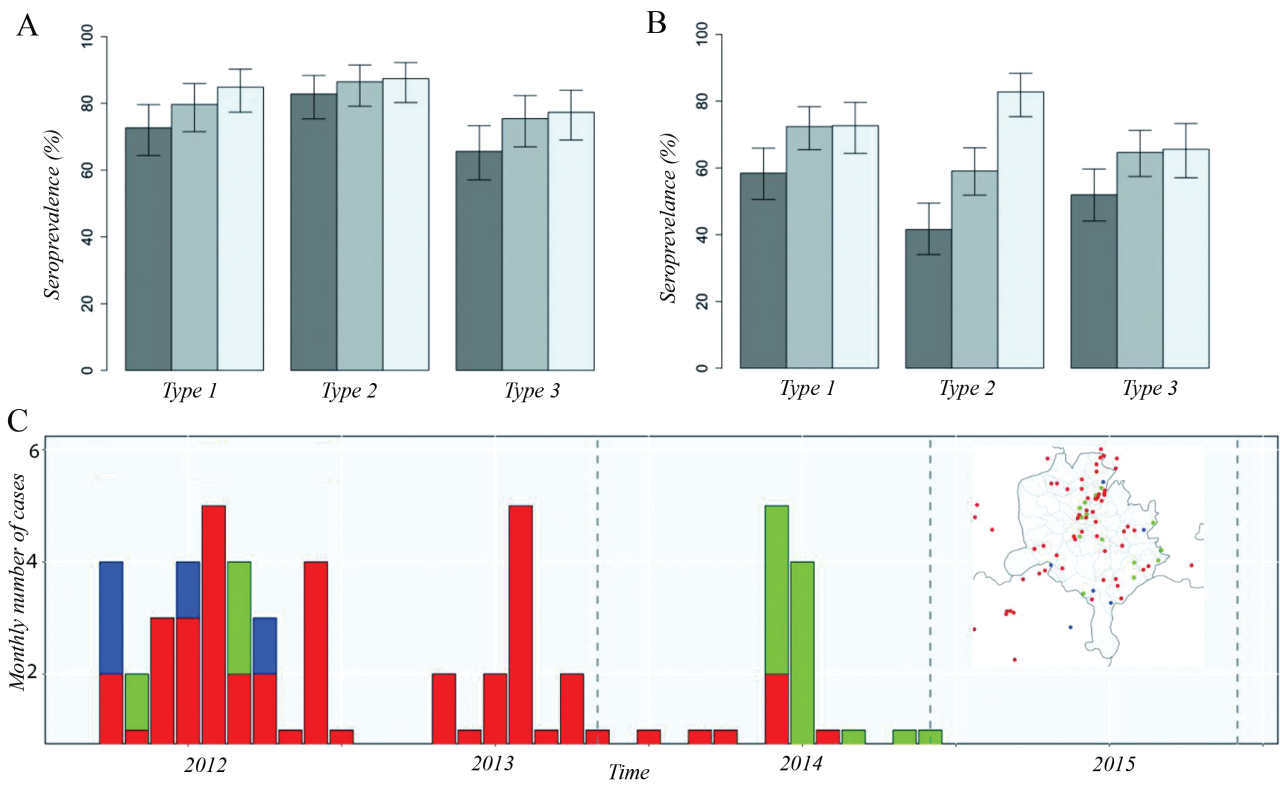 A
B
Seroprevalence (%)
0
20
40
60
80
100
Type 1
Type 2
Type 3
Seroprevelance (%)
0
20
40
60
80
100
Type 1
Type 2
Type 3
C
Monthly number of cases
6
4
2
2012
2013
Time
2014
2015